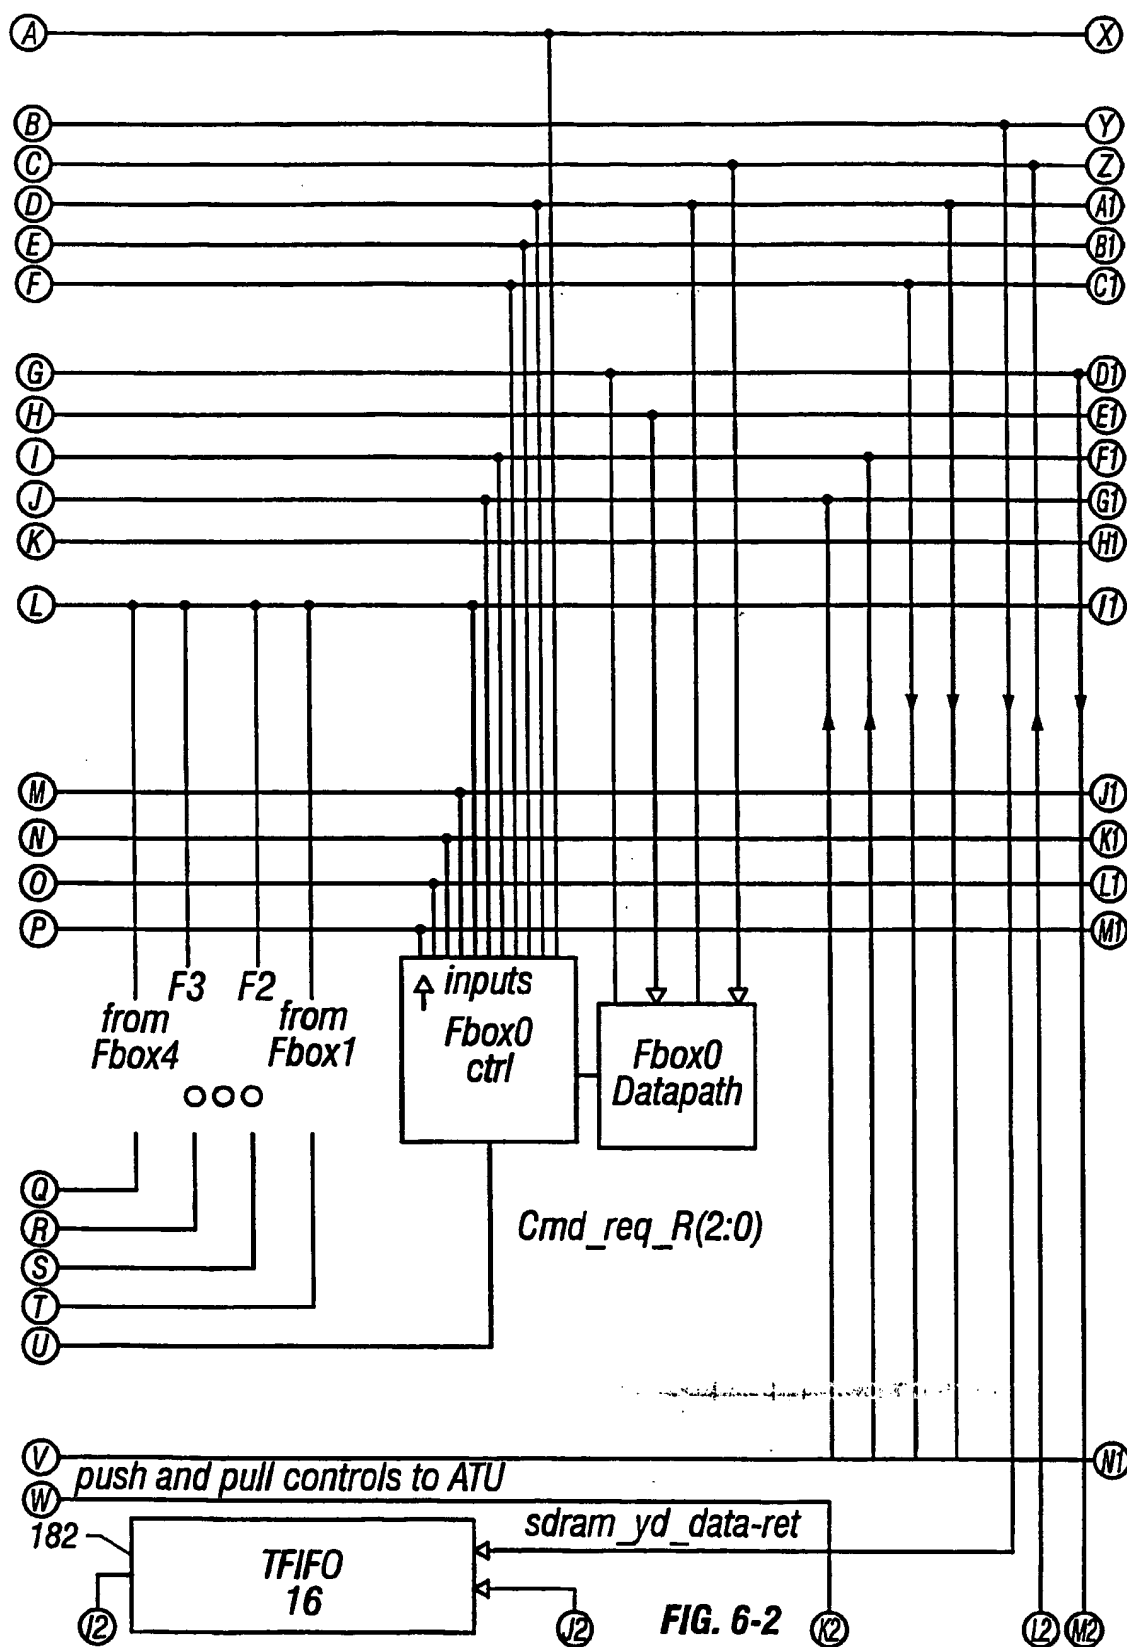 A X
B Y
C Z
D A1
E B1
F C1
G D1
H E1
I F1
J G1
K H1
L I1
M J1
N K1
O L1
P M1
inputs
Fbox0
ctrl
Fbox0
Datapath
F3 F2
from
Fbox4
from
Fbox1
Q
R
S
T
U
Cmd_req_R(2:0)
V N1
push and pull controls to ATU
W
182
sdram_yd_data-ret
TFIFO
16
I2 J2 FIG. 6-2 K2 L2 M2